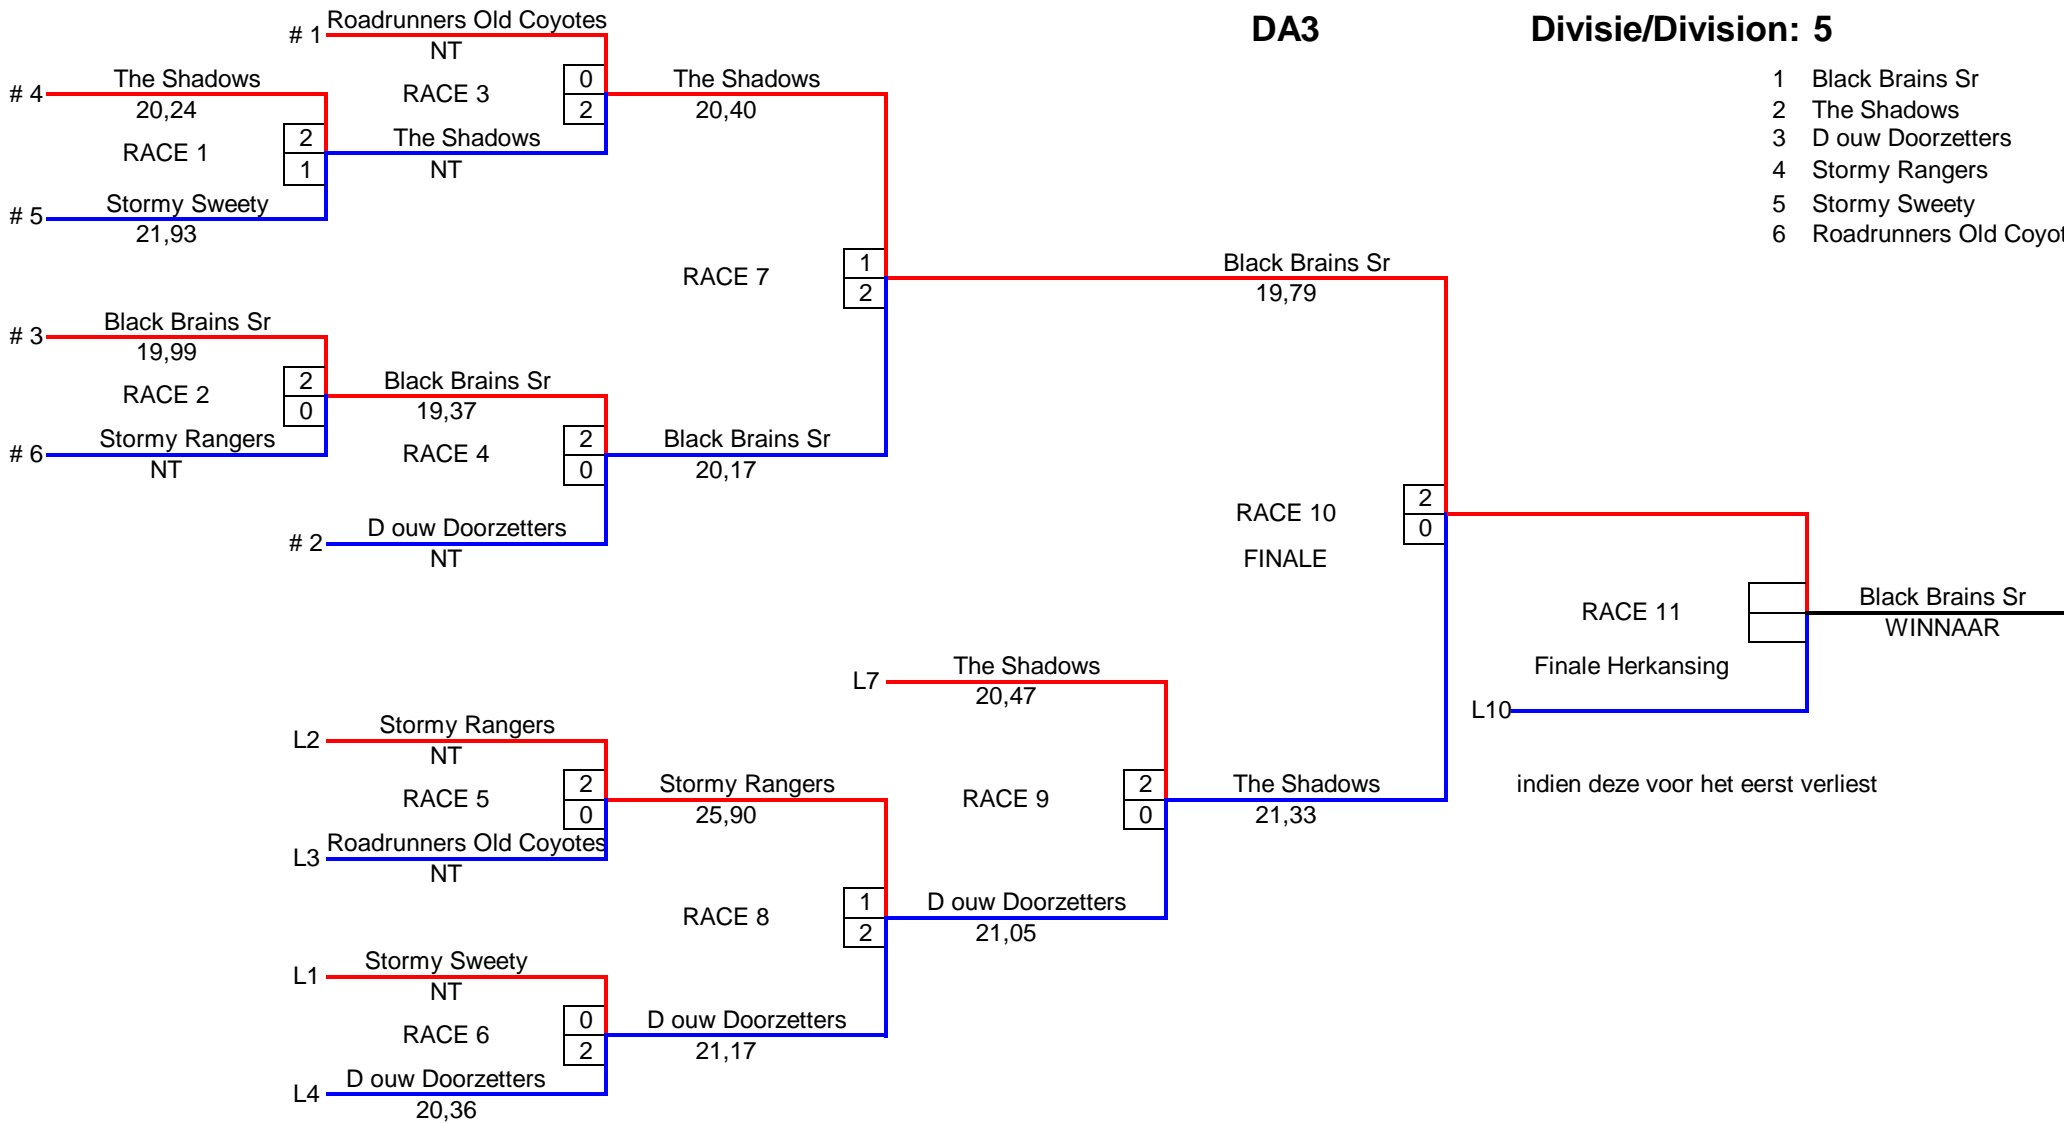 Roadrunners Old Coyotes
DA3
Divisie/Division: 5
# 1
NT
The Shadows
RACE 3
0
2
The Shadows
1 Black Brains Sr
# 4
20,24
20,40
2 The Shadows
RACE 1
2
1
The Shadows
NT
3 D ouw Doorzetters
4 Stormy Rangers
# 5
Stormy Sweety
21,93
5 Stormy Sweety
6 Roadrunners Old Coyot
RACE 7
1
2
Black Brains Sr
19,79
# 3
Black Brains Sr
19,99
RACE 2
2
0
Black Brains Sr
19,37
# 6
Stormy Rangers
NT
RACE 4
2
0
Black Brains Sr
20,17
# 2
D ouw Doorzetters
NT
RACE 10
2
0
FINALE
RACE 11
Black Brains Sr
WINNAAR
Finale Herkansing
L7
The Shadows
20,47
L10
L2
Stormy Rangers
NT
RACE 5
2
0
Stormy Rangers
25,90
RACE 9
2
0
The Shadows
21,33
indien deze voor het eerst verliest
L3
Roadrunners Old Coyotes
NT
RACE 8
1
2
D ouw Doorzetters
21,05
L1
Stormy Sweety
NT
RACE 6
0
2
D ouw Doorzetters
21,17
L4
D ouw Doorzetters
20,36